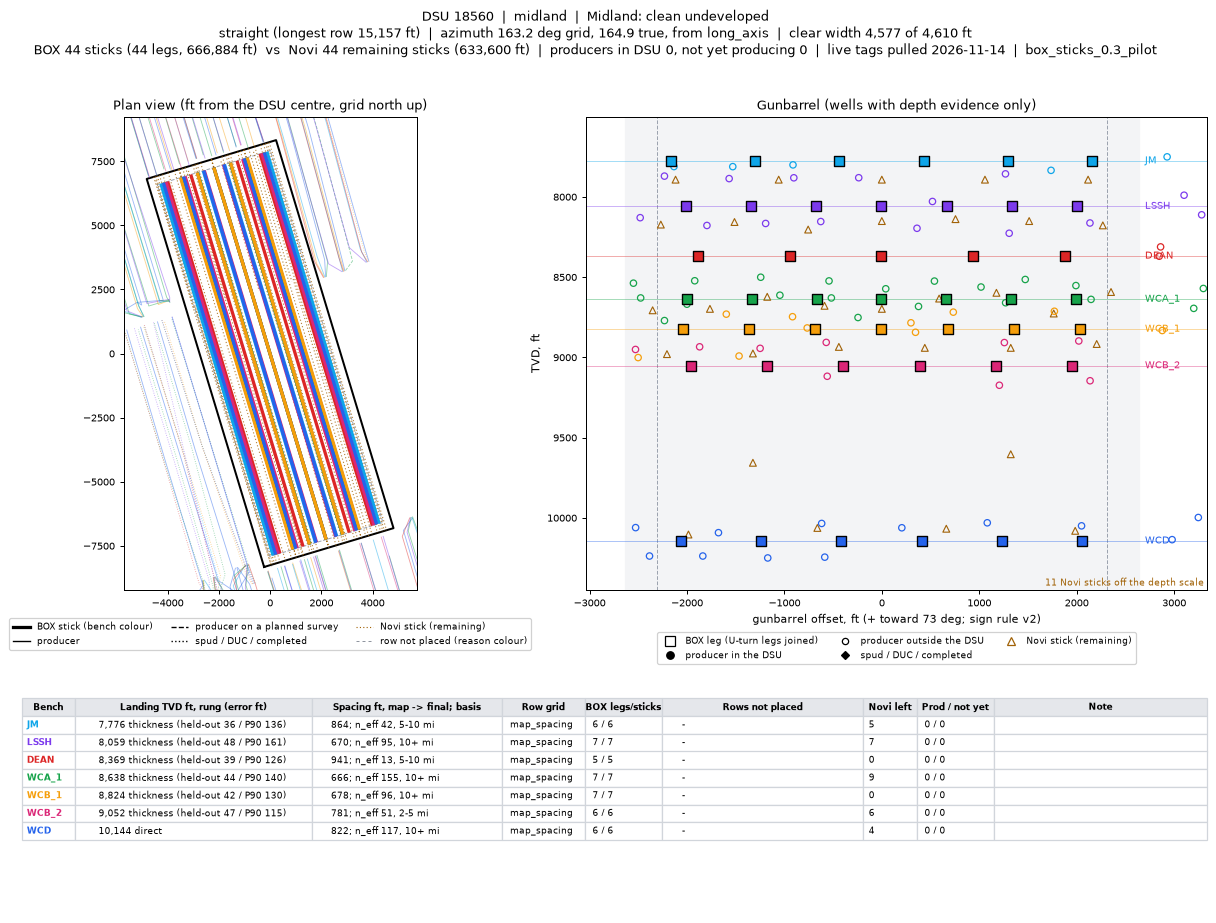 DSU 18560 | midland | Midland: clean undeveloped
straight (longest row 15,157 ft) | azimuth 163.2 deg grid, 164.9 true, from long_axis | clear width 4,577 of 4,610 ft
BOX 44 sticks (44 legs, 666,884 ft) vs Novi 44 remaining sticks (633,600 ft) | producers in DSU 0, not yet producing 0 | live tags pulled 2026-11-14 | box_sticks_0.3_pilot
Plan view (ft from the DSU centre, grid north up)
7500
5000
2500
0
−2500
−5000
−7500
−4000 −2000 0 2000 4000
BOX stick (bench colour)
producer
producer on a planned survey
spud / DUC / completed
Novi stick (remaining)
row not placed (reason colour)
Gunbarrel (wells with depth evidence only)
TVD, ft
8000
8500
9000
9500
10000
JM
LSSH
DEAN
WCA_1
WCB_1
WCB_2
WCD
11 Novi sticks off the depth scale
−3000 −2000 −1000 0 1000 2000 3000
gunbarrel offset, ft (+ toward 73 deg; sign rule v2)
BOX leg (U-turn legs joined)
producer in the DSU
producer outside the DSU
spud / DUC / completed
Novi stick (remaining)
Bench Landing TVD ft, rung (error ft) Spacing ft, map -> final; basis Row grid BOX legs/sticks Rows not placed Novi left Prod / not yet Note
JM 7,776 thickness (held-out 36 / P90 136) 864; n_eff 42, 5-10 mi map_spacing 6 / 6 - 5 0 / 0
LSSH 8,059 thickness (held-out 48 / P90 161) 670; n_eff 95, 10+ mi map_spacing 7 / 7 - 7 0 / 0
DEAN 8,369 thickness (held-out 39 / P90 126) 941; n_eff 13, 5-10 mi map_spacing 5 / 5 - 0 0 / 0
WCA_1 8,638 thickness (held-out 44 / P90 140) 666; n_eff 155, 10+ mi map_spacing 7 / 7 - 9 0 / 0
WCB_1 8,824 thickness (held-out 42 / P90 130) 678; n_eff 96, 10+ mi map_spacing 7 / 7 - 0 0 / 0
WCB_2 9,052 thickness (held-out 47 / P90 115) 781; n_eff 51, 2-5 mi map_spacing 6 / 6 - 6 0 / 0
WCD 10,144 direct 822; n_eff 117, 10+ mi map_spacing 6 / 6 - 4 0 / 0